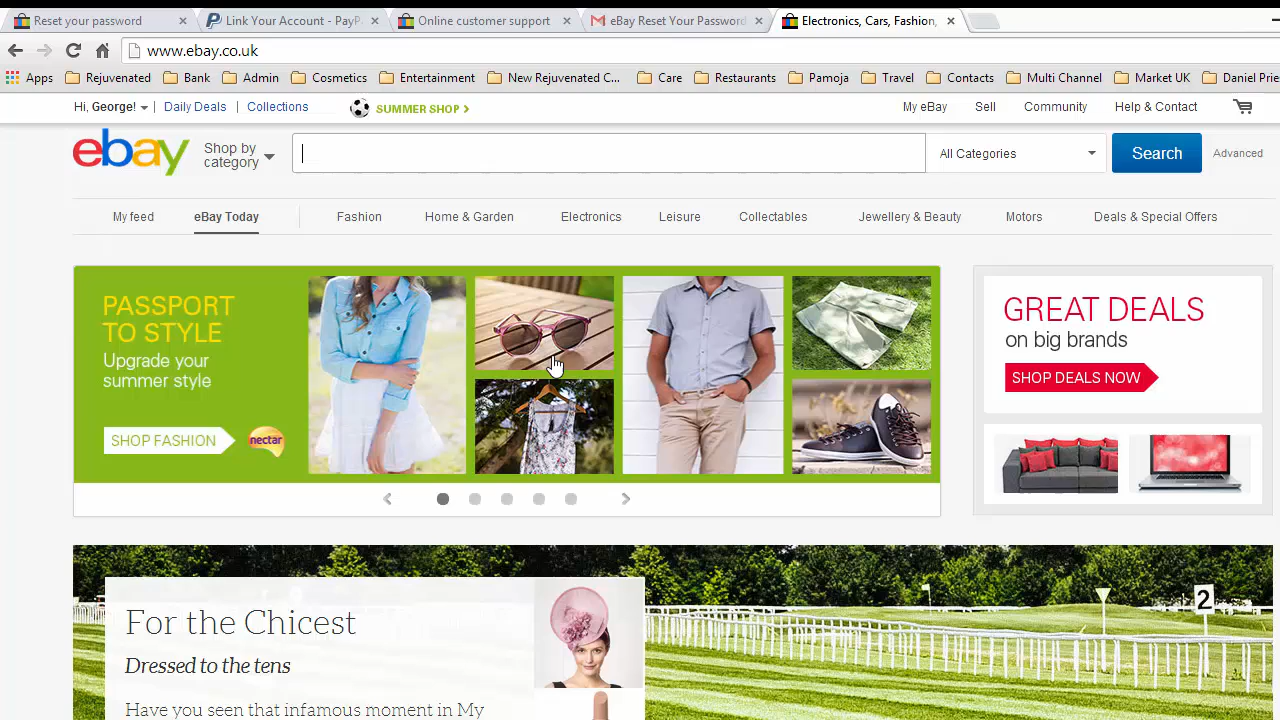 Reset your password
Link Your Account - PayP
Online customer support
eBay Reset Your Password
Electronics, Cars, Fashion,
www.ebay.co.uk
Apps Rejuvenated Bank Admin Cosmetics Entertainment New Rejuvenated C... Care Restaurants Pamoja Travel Contacts Multi Channel Market UK Daniel Prie
Hi, George! Daily Deals Collections SUMMER SHOP My eBay Sell Community Help & Contact
ebay Shop by category All Categories Search Advanced
My feed eBay Today Fashion Home & Garden Electronics Leisure Collectables Jewellery & Beauty Motors Deals & Special Offers
PASSPORT
TO STYLE
Upgrade your
summer style
SHOP FASHION nectar
GREAT DEALS
on big brands
SHOP DEALS NOW
2
For the Chicest
Dressed to the tens
Have you seen that infamous moment in My